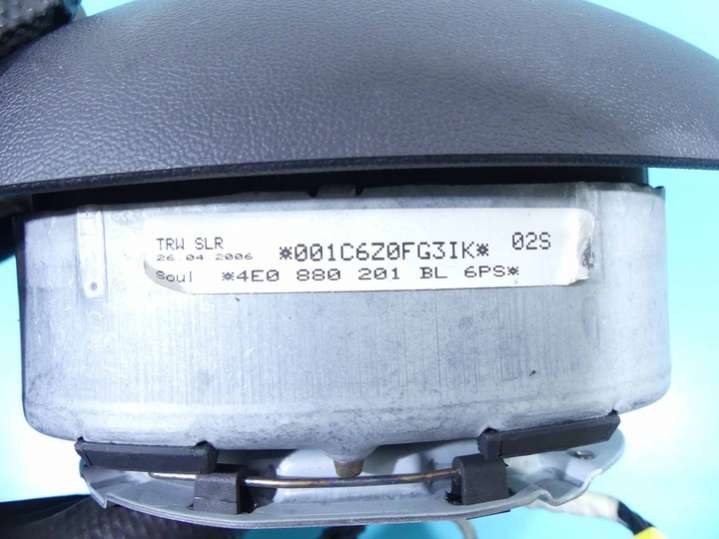 TRW SLR *001C6Z0FG3IK* 02S
26.04.2006
Soul *4E0 880 201 BL 6PS*